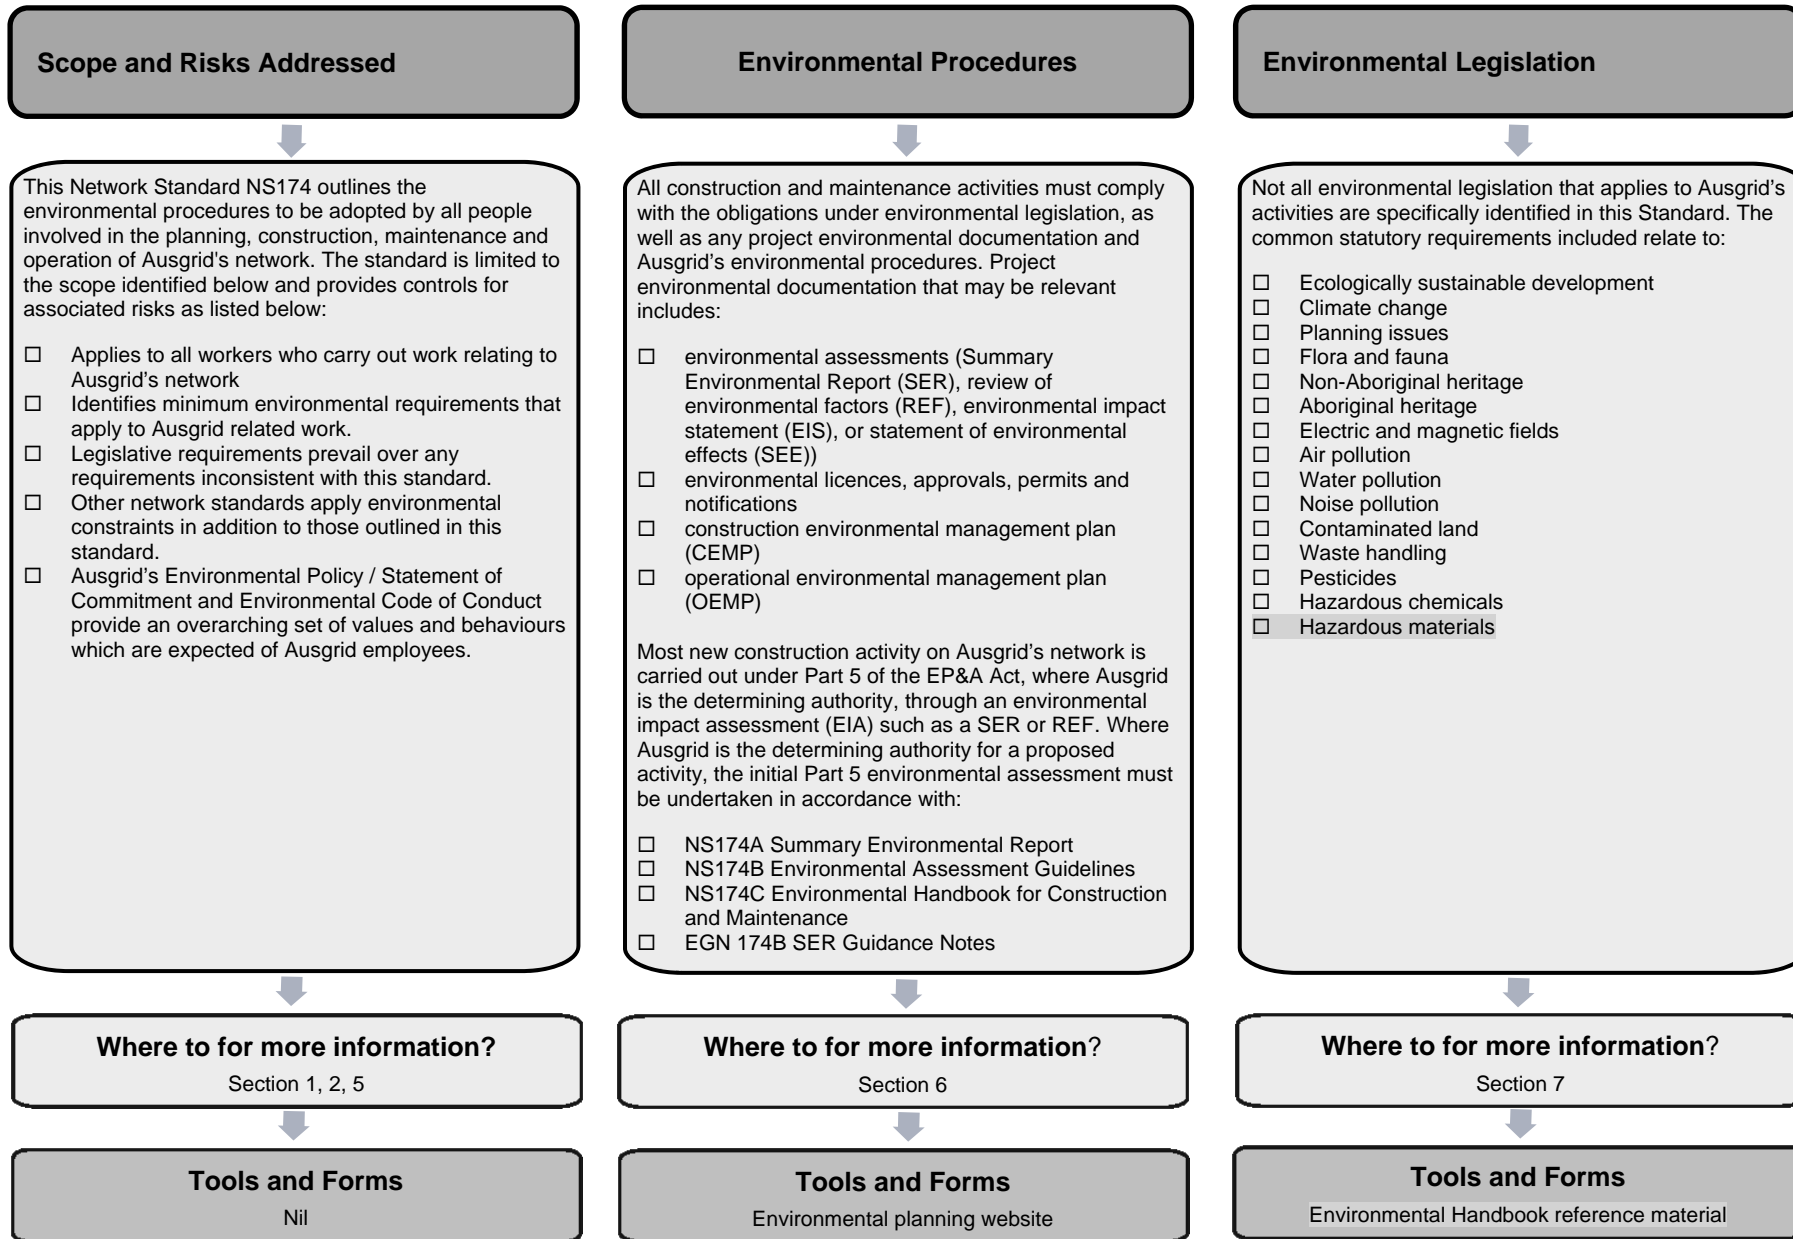 Scope and Risks Addressed
This Network Standard NS174 outlines the
environmental procedures to be adopted by all people
involved in the planning, construction, maintenance and
operation of Ausgrid's network. The standard is limited to
the scope identified below and provides controls for
associated risks as listed below:
☐ Applies to all workers who carry out work relating to
Ausgrid’s network
☐ Identifies minimum environmental requirements that
apply to Ausgrid related work.
☐ Legislative requirements prevail over any
requirements inconsistent with this standard.
☐ Other network standards apply environmental
constraints in addition to those outlined in this
standard.
☐ Ausgrid’s Environmental Policy / Statement of
Commitment and Environmental Code of Conduct
provide an overarching set of values and behaviours
which are expected of Ausgrid employees.
Where to for more information?
Section 1, 2, 5
Tools and Forms
Nil
Environmental Procedures
All construction and maintenance activities must comply
with the obligations under environmental legislation, as
well as any project environmental documentation and
Ausgrid’s environmental procedures. Project
environmental documentation that may be relevant
includes:
☐ environmental assessments (Summary
Environmental Report (SER), review of
environmental factors (REF), environmental impact
statement (EIS), or statement of environmental
effects (SEE))
☐ environmental licences, approvals, permits and
notifications
☐ construction environmental management plan
(CEMP)
☐ operational environmental management plan
(OEMP)
Most new construction activity on Ausgrid’s network is
carried out under Part 5 of the EP&A Act, where Ausgrid
is the determining authority, through an environmental
impact assessment (EIA) such as a SER or REF. Where
Ausgrid is the determining authority for a proposed
activity, the initial Part 5 environmental assessment must
be undertaken in accordance with:
☐ NS174A Summary Environmental Report
☐ NS174B Environmental Assessment Guidelines
☐ NS174C Environmental Handbook for Construction
and Maintenance
☐ EGN 174B SER Guidance Notes
Where to for more information?
Section 6
Tools and Forms
Environmental planning website
Environmental Legislation
Not all environmental legislation that applies to Ausgrid’s
activities are specifically identified in this Standard. The
common statutory requirements included relate to:
☐ Ecologically sustainable development
☐ Climate change
☐ Planning issues
☐ Flora and fauna
☐ Non-Aboriginal heritage
☐ Aboriginal heritage
☐ Electric and magnetic fields
☐ Air pollution
☐ Water pollution
☐ Noise pollution
☐ Contaminated land
☐ Waste handling
☐ Pesticides
☐ Hazardous chemicals
☐ Hazardous materials
Where to for more information?
Section 7
Tools and Forms
Environmental Handbook reference material